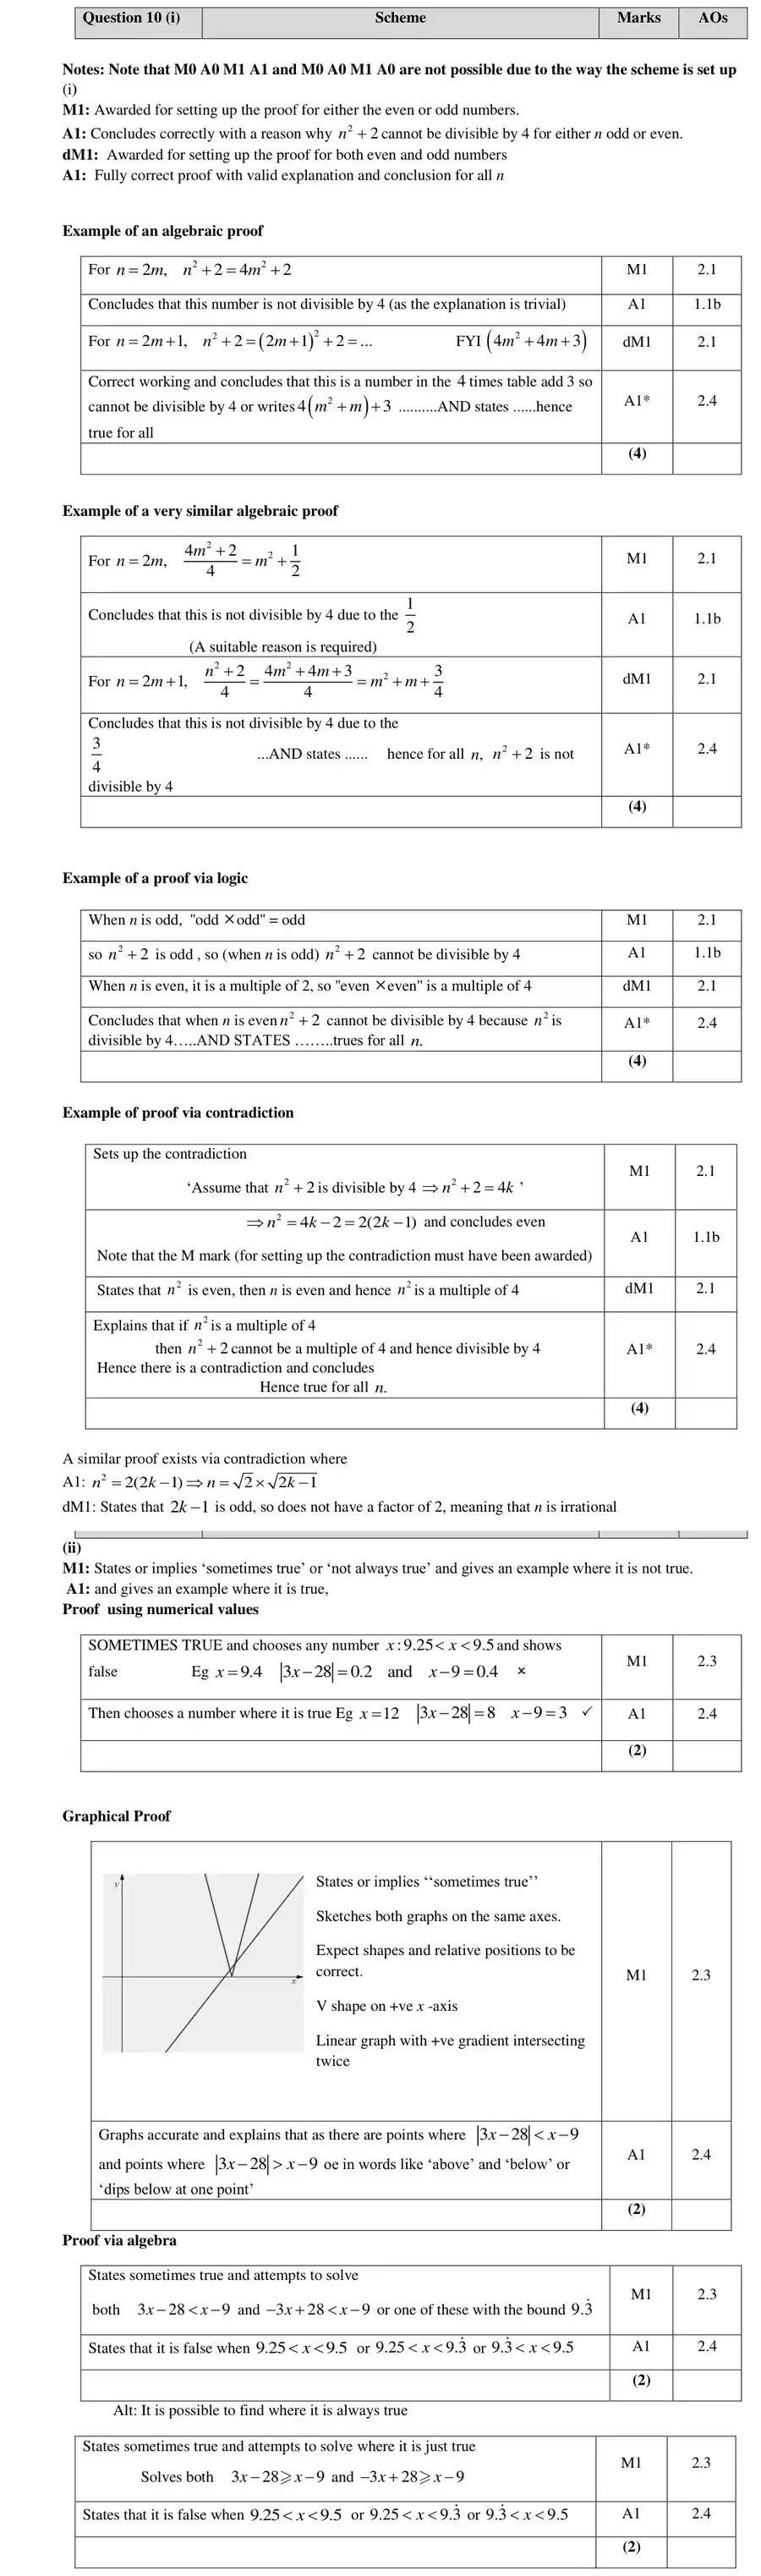 Question 10 (i) Scheme Marks AOs
Notes: Note that M0 A0 M1 A1 and M0 A0 M1 A0 are not possible due to the way the scheme is set up
(i)
M1: Awarded for setting up the proof for either the even or odd numbers.
A1: Concludes correctly with a reason why n² + 2 cannot be divisible by 4 for either n odd or even.
dM1: Awarded for setting up the proof for both even and odd numbers
A1: Fully correct proof with valid explanation and conclusion for all n
Example of an algebraic proof
For n = 2m, n² + 2 = 4m² + 2 M1 2.1
Concludes that this number is not divisible by 4 (as the explanation is trivial) A1 1.1b
For n = 2m + 1, n² + 2 = (2m + 1)² + 2 = ... FYI (4m² + 4m + 3) dM1 2.1
Correct working and concludes that this is a number in the 4 times table add 3 so
cannot be divisible by 4 or writes 4(m² + m) + 3 ..........AND states ......hence A1* 2.4
true for all
(4)
Example of a very similar algebraic proof
For n = 2m, (4m² + 2)/4 = m² + 1/2 M1 2.1
Concludes that this is not divisible by 4 due to the 1/2 A1 1.1b
(A suitable reason is required)
For n = 2m + 1, (n² + 2)/4 = (4m² + 4m + 3)/4 = m² + m + 3/4 dM1 2.1
Concludes that this is not divisible by 4 due to the
3/4 ...AND states ...... hence for all n, n² + 2 is not A1* 2.4
divisible by 4
(4)
Example of a proof via logic
When n is odd, "odd × odd" = odd M1 2.1
so n² + 2 is odd , so (when n is odd) n² + 2 cannot be divisible by 4 A1 1.1b
When n is even, it is a multiple of 2, so "even × even" is a multiple of 4 dM1 2.1
Concludes that when n is even n² + 2 cannot be divisible by 4 because n² is A1* 2.4
divisible by 4…..AND STATES ……..trues for all n.
(4)
Example of proof via contradiction
Sets up the contradiction M1 2.1
‘Assume that n² + 2 is divisible by 4 ⇒ n² + 2 = 4k ’
⇒ n² = 4k − 2 = 2(2k − 1) and concludes even A1 1.1b
Note that the M mark (for setting up the contradiction must have been awarded)
States that n² is even, then n is even and hence n² is a multiple of 4 dM1 2.1
Explains that if n² is a multiple of 4
then n² + 2 cannot be a multiple of 4 and hence divisible by 4 A1* 2.4
Hence there is a contradiction and concludes
Hence true for all n.
(4)
A similar proof exists via contradiction where
A1: n² = 2(2k − 1) ⇒ n = √2 × √(2k − 1)
dM1: States that 2k − 1 is odd, so does not have a factor of 2, meaning that n is irrational
(ii)
M1: States or implies ‘sometimes true’ or ‘not always true’ and gives an example where it is not true.
A1: and gives an example where it is true,
Proof using numerical values
SOMETIMES TRUE and chooses any number x : 9.25 < x < 9.5 and shows M1 2.3
false Eg x = 9.4 |3x − 28| = 0.2 and x − 9 = 0.4 ×
Then chooses a number where it is true Eg x = 12 |3x − 28| = 8 x − 9 = 3 ✓ A1 2.4
(2)
Graphical Proof
y
x
States or implies ‘‘sometimes true’’
Sketches both graphs on the same axes.
Expect shapes and relative positions to be
correct. M1 2.3
V shape on +ve x -axis
Linear graph with +ve gradient intersecting
twice
Graphs accurate and explains that as there are points where |3x − 28| < x − 9
and points where |3x − 28| > x − 9 oe in words like ‘above’ and ‘below’ or A1 2.4
‘dips below at one point’
(2)
Proof via algebra
States sometimes true and attempts to solve M1 2.3
both 3x − 28 < x − 9 and −3x + 28 < x − 9 or one of these with the bound 9.3̇
States that it is false when 9.25 < x < 9.5 or 9.25 < x < 9.3̇ or 9.3̇ < x < 9.5 A1 2.4
(2)
Alt: It is possible to find where it is always true
States sometimes true and attempts to solve where it is just true M1 2.3
Solves both 3x − 28 ⩾ x − 9 and −3x + 28 ⩾ x − 9
States that it is false when 9.25 < x < 9.5 or 9.25 < x < 9.3̇ or 9.3̇ < x < 9.5 A1 2.4
(2)